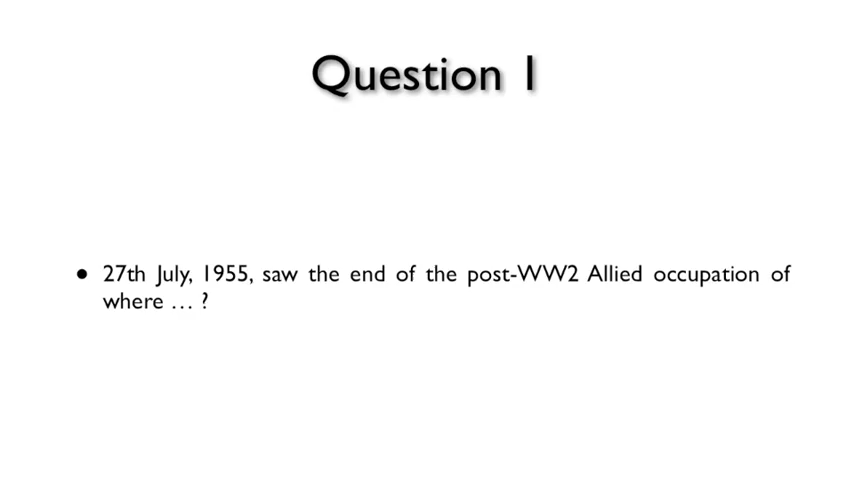 Question 1
• 27th July, 1955, saw the end of the post-WW2 Allied occupation of
where … ?